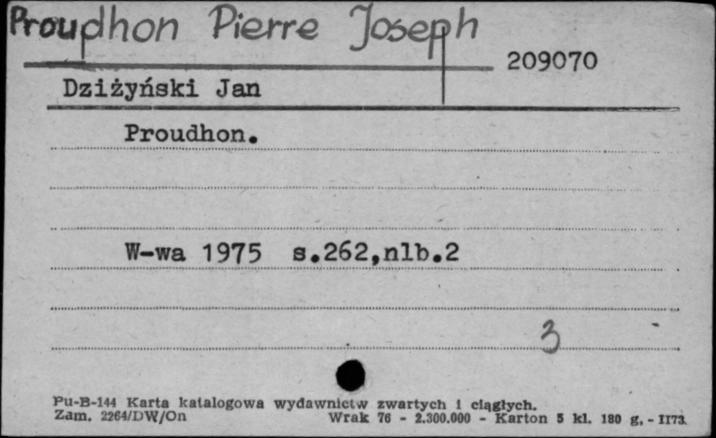 Proudhon Pierre Joseph
209070
Dziżyński Jan
Proudhon.
W-wa 1975 s.262,nlb.2
3
Pu-B-144 Karta katalogowa wydawnictw zwartych i ciągłych.
Zam. 2264/DW/On Wrak 76 - 2.300.000 - Karton 5 kl. 180 g. - II73